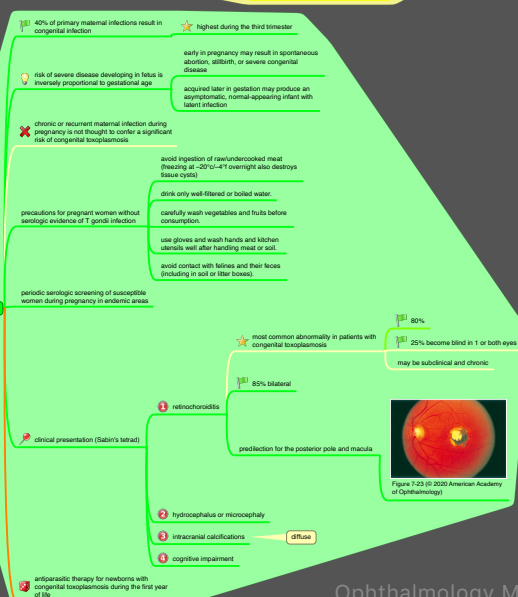 40% of primary maternal infections result in
congenital infection
highest during the third trimester
risk of severe disease developing in fetus is
inversely proportional to gestational age
early in pregnancy may result in spontaneous
abortion, stillbirth, or severe congenital
disease
acquired later in gestation may produce an
asymptomatic, normal-appearing infant with
latent infection
chronic or recurrent maternal infection during
pregnancy is not thought to confer a significant
risk of congenital toxoplasmosis
precautions for pregnant women without
serologic evidence of T gondii infection
avoid ingestion of raw/undercooked meat
(freezing at –20°c/–4°f overnight also destroys
tissue cysts)
drink only well-filtered or boiled water.
carefully wash vegetables and fruits before
consumption.
use gloves and wash hands and kitchen
utensils well after handling meat or soil.
avoid contact with felines and their feces
(including in soil or litter boxes).
periodic serologic screening of susceptible
women during pregnancy in endemic areas
clinical presentation (Sabin's tetrad)
1 retinochoroiditis
most common abnormality in patients with
congenital toxoplasmosis
80%
25% become blind in 1 or both eyes
may be subclinical and chronic
85% bilateral
predilection for the posterior pole and macula
Figure 7-23 (© 2020 American Academy
of Ophthalmology)
2 hydrocephalus or microcephaly
3 intracranial calcifications
diffuse
4 cognitive impairment
antiparasitic therapy for newborns with
congenital toxoplasmosis during the first year
of life
Ophthalmology M